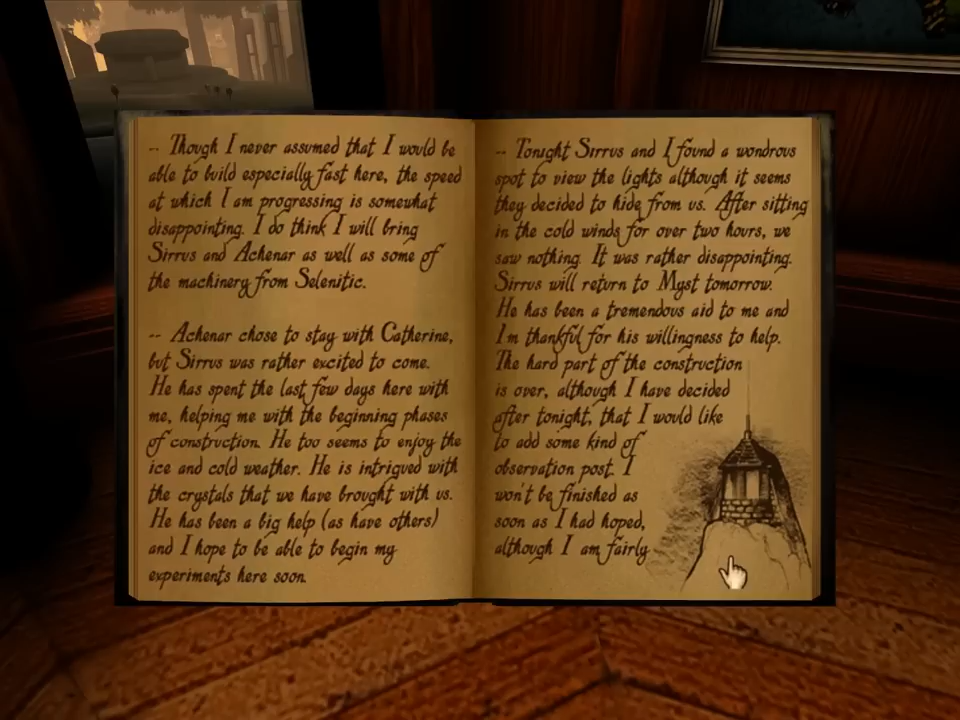 -- Though I never assumed that I would be
able to build especially fast here, the speed
at which I am progressing is somewhat
disappointing. I do think I will bring
Sirrus and Achenar as well as some of
the machinery from Selenitic.
-- Achenar chose to stay with Catherine,
but Sirrus was rather excited to come.
He has spent the last few days here with
me, helping me with the beginning phases
of construction. He too seems to enjoy the
ice and cold weather. He is intrigued with
the crystals that we have brought with us.
He has been a big help (as have others)
and I hope to be able to begin my
experiments here soon.
-- Tonight Sirrus and I found a wondrous
spot to view the lights although it seems
they decided to hide from us. After sitting
in the cold winds for over two hours, we
saw nothing. It was rather disappointing.
Sirrus will return to Myst tomorrow.
He has been a tremendous aid to me and
I'm thankful for his willingness to help.
The hard part of the construction
is over, although I have decided
after tonight, that I would like
to add some kind of
observation post. I
won't be finished as
soon as I had hoped,
although I am fairly